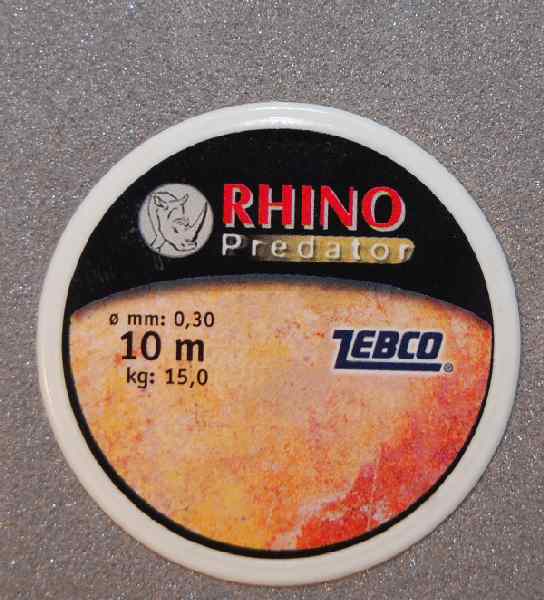 RHINO
Predator
ø mm: 0,30
10 m
kg: 15,0
ZEBCO®